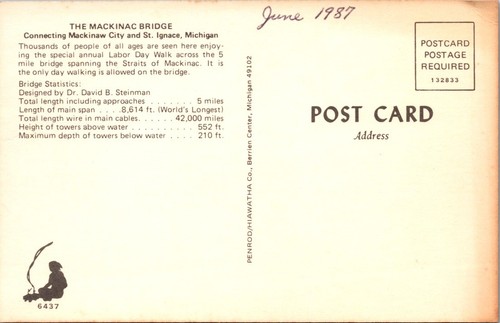 THE MACKINAC BRIDGE
Connecting Mackinaw City and St. Ignace, Michigan
Thousands of people of all ages are seen here enjoy-
ing the special annual Labor Day Walk across the 5
mile bridge spanning the Straits of Mackinac. It is
the only day walking is allowed on the bridge.
Bridge Statistics:
Designed by Dr. David B. Steinman
Total length including approaches . . . . . . . 5 miles
Length of main span . . . .8,614 ft. (World's Longest)
Total length wire in main cables. . . . . . 42,000 miles
Height of towers above water . . . . . . . . . . 552 ft.
Maximum depth of towers below water . . . . 210 ft.
6437
PENROD/HIAWATHA Co., Berrien Center, Michigan 49102
June 1987
POSTCARD
POSTAGE
REQUIRED
132833
POST CARD
Address